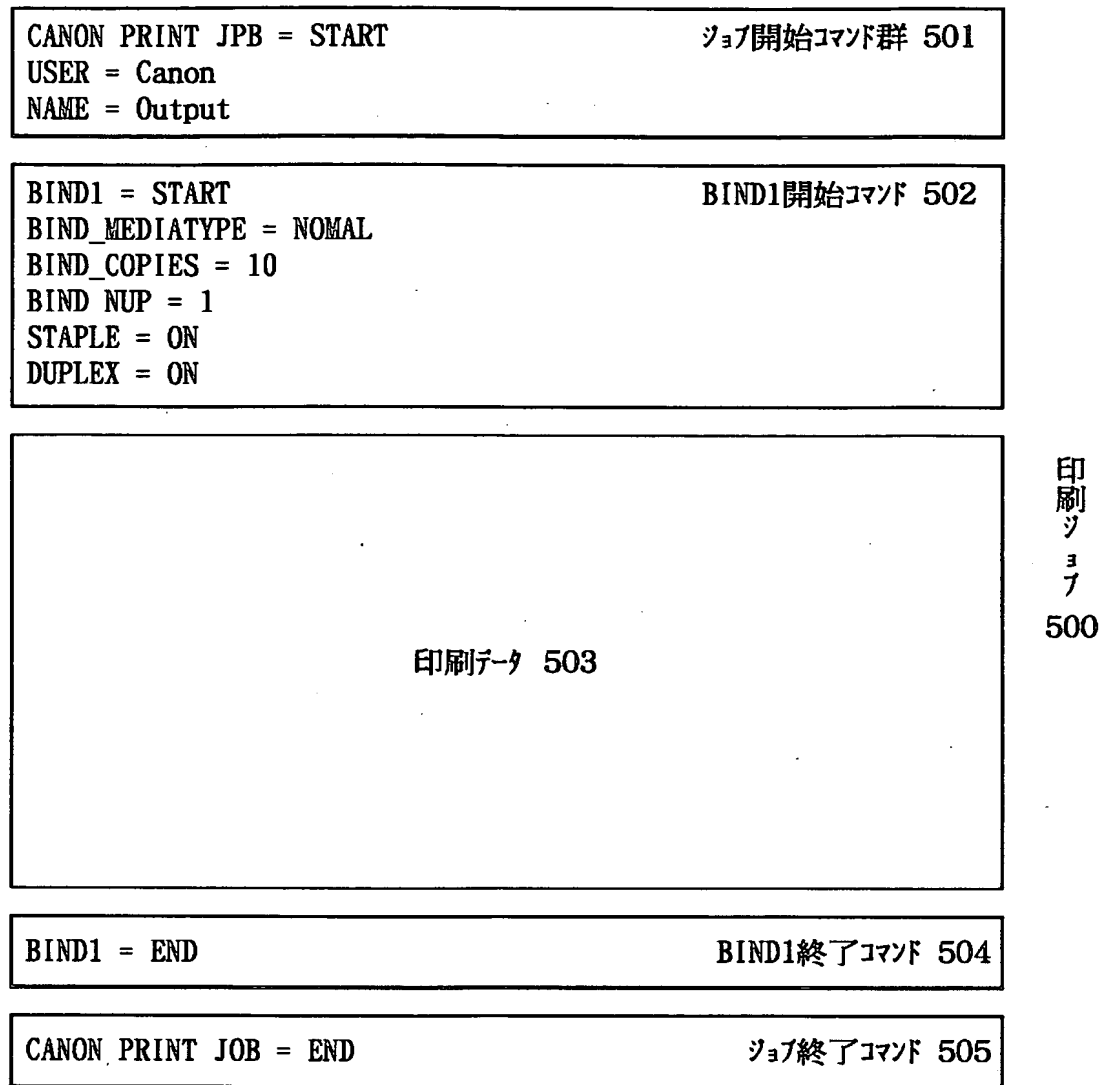 CANON PRINT JPB = START ジョブ開始コマンド群 501
USER = Canon
NAME = Output
BIND1 = START BIND1開始コマンド 502
BIND_MEDIATYPE = NOMAL
BIND_COPIES = 10
BIND NUP = 1
STAPLE = ON
DUPLEX = ON
印刷データ 503
BIND1 = END BIND1終了コマンド 504
CANON PRINT JOB = END ジョブ終了コマンド 505
印刷ジョブ
500